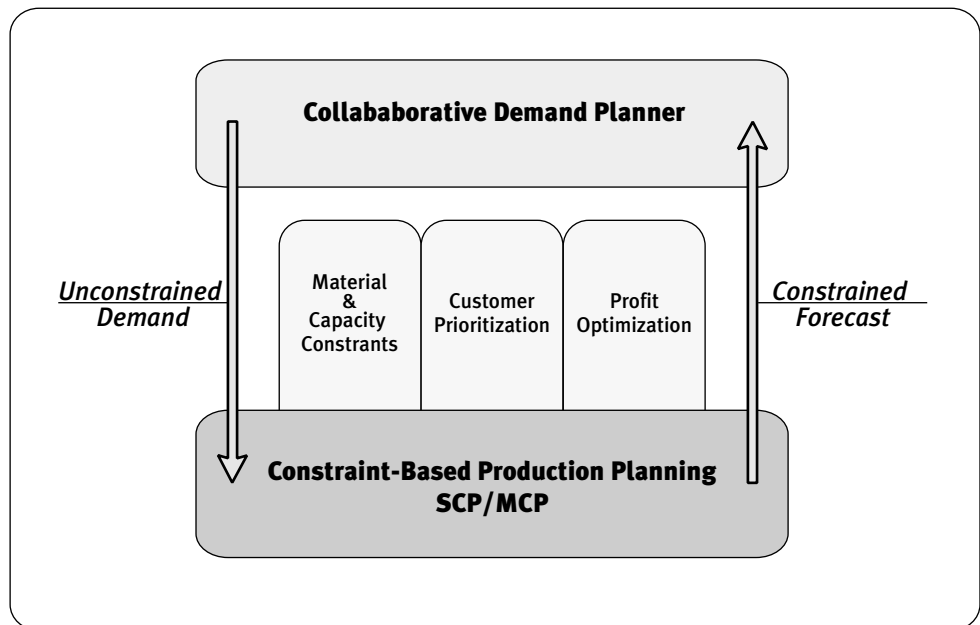 Collababorative Demand Planner
Unconstrained
Demand
Material
&
Capacity
Constrants
Customer
Prioritization
Profit
Optimization
Constrained
Forecast
Constraint-Based Production Planning
SCP/MCP